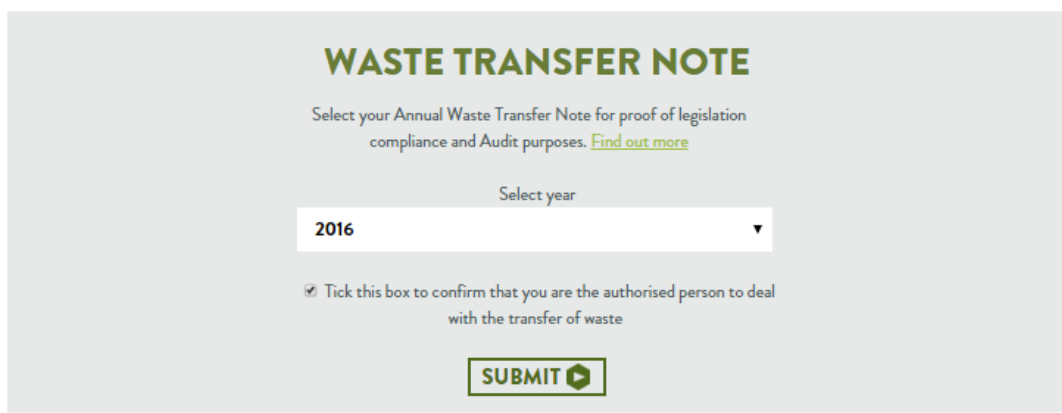 WASTE TRANSFER NOTE
Select your Annual Waste Transfer Note for proof of legislation
compliance and Audit purposes. Find out more
Select year
2016
Tick this box to confirm that you are the authorised person to deal
with the transfer of waste
SUBMIT